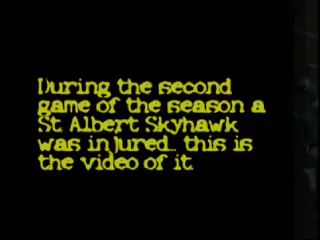 During the second
game of the season a
St Albert Skyhawk
was injured... this is
the video of it